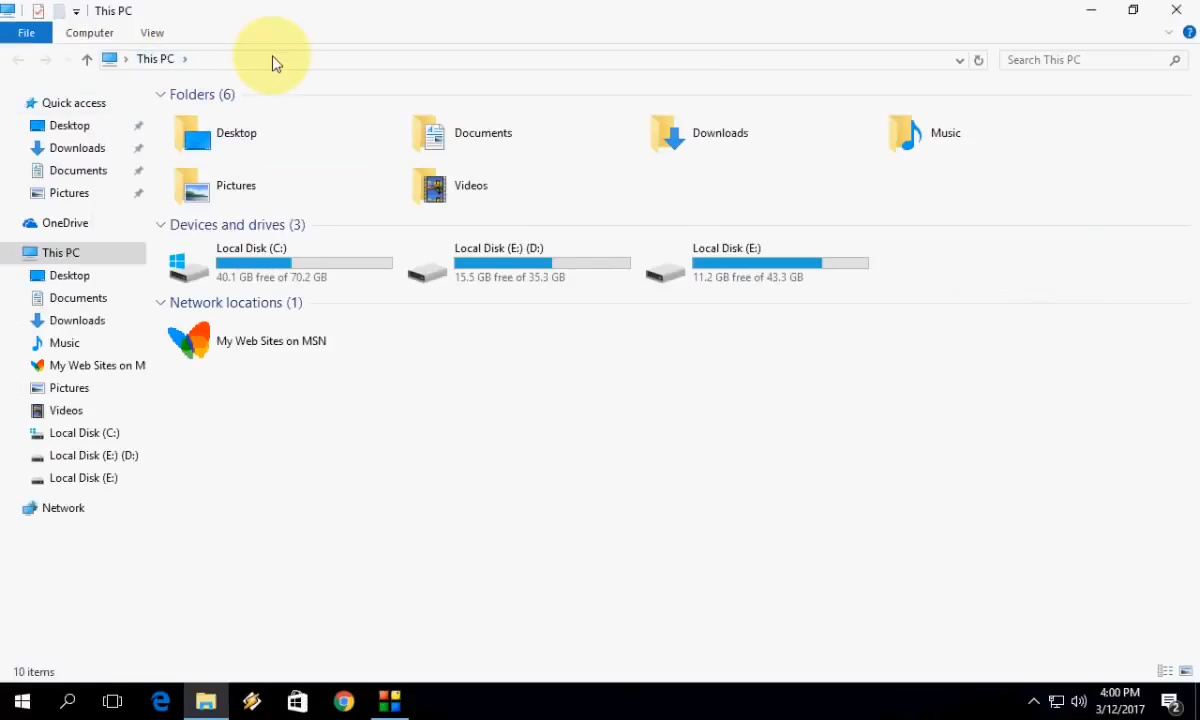 This PC
File Computer View
This PC
Search This PC
Quick access
Desktop
Downloads
Documents
Pictures
OneDrive
This PC
Desktop
Documents
Downloads
Music
My Web Sites on M
Pictures
Videos
Local Disk (C:)
Local Disk (E:) (D:)
Local Disk (E:)
Network
Folders (6)
Desktop Documents Downloads Music
Pictures Videos
Devices and drives (3)
Local Disk (C:) Local Disk (E:) (D:) Local Disk (E:)
40.1 GB free of 70.2 GB 15.5 GB free of 35.3 GB 11.2 GB free of 43.3 GB
Network locations (1)
My Web Sites on MSN
10 items
4:00 PM
3/12/2017
2